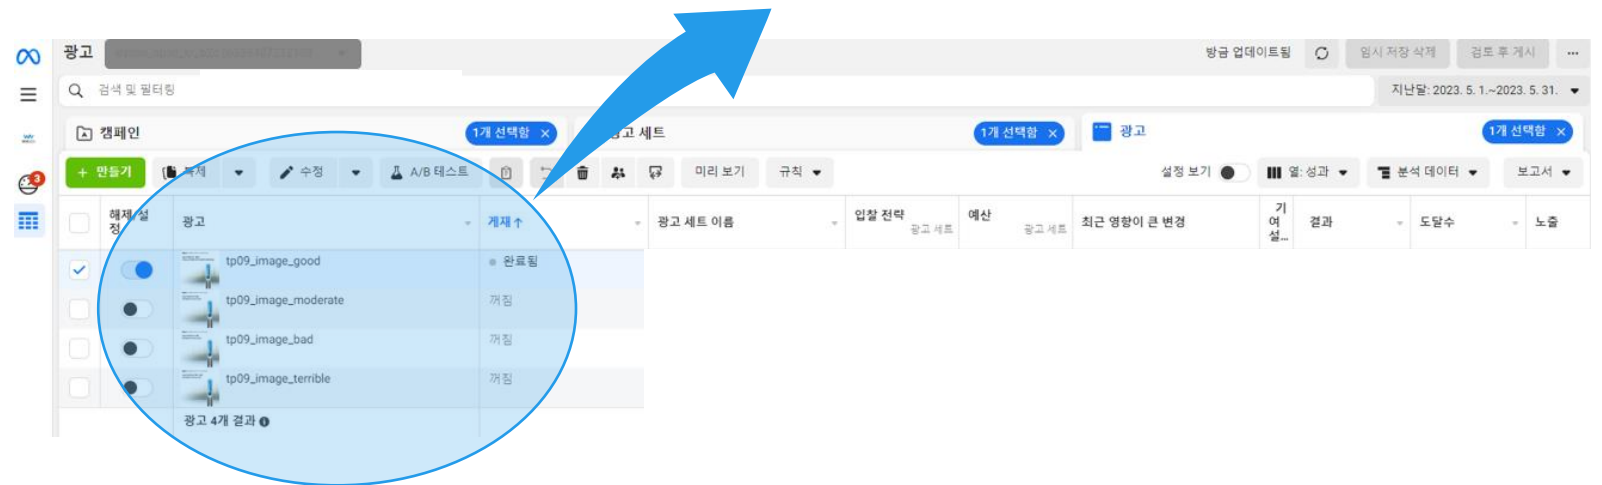 광고
방금 업데이트됨
임시 저장 삭제
검토 후 게시
검색 및 필터링
지난달: 2023. 5. 1.~2023. 5. 31.
캠페인
1개 선택함 ×
광고 세트
1개 선택함 ×
광고
1개 선택함 ×
3
+ 만들기
복제
수정
A/B 테스트
미리 보기
규칙
설정 보기
열: 성과
분석 데이터
보고서
해제/설
정
광고
게재 ↑
광고 세트 이름
입찰 전략
광고 세트
예산
광고 세트
최근 영향이 큰 변경
기
여
설...
결과
도달수
노출
tp09_image_good
완료됨
tp09_image_moderate
꺼짐
tp09_image_bad
꺼짐
tp09_image_terrible
꺼짐
광고 4개 결과